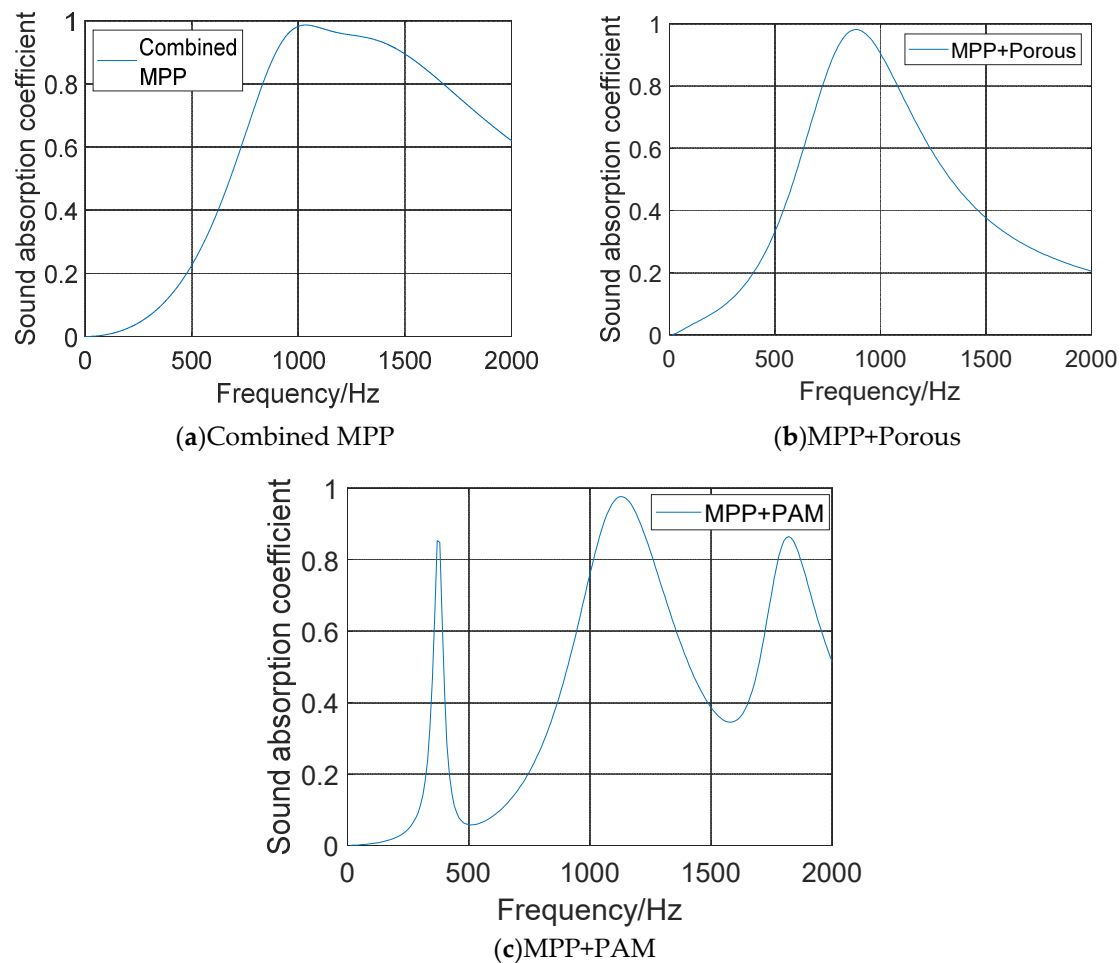 Sound absorption coefficient
1
0.8
0.6
0.4
0.2
0
Combined
MPP
0 500 1000 1500 2000
Frequency/Hz
(a)Combined MPP
Sound absorption coefficient
1
0.8
0.6
0.4
0.2
0
MPP+Porous
0 500 1000 1500 2000
Frequency/Hz
(b)MPP+Porous
Sound absorption coefficient
1
0.8
0.6
0.4
0.2
0
MPP+PAM
0 500 1000 1500 2000
Frequency/Hz
(c)MPP+PAM